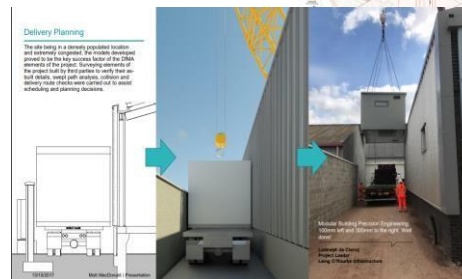 Delivery Planning
The site being in a densely populated location
and extremely congested, the models developed
proved to be the key success factor of the DfMA
elements of the project. Surveying elements of
the project built by third parties to verify their as-
built details, swept path analysis, collision and
delivery route checks were carried out to assist
scheduling and planning decisions.
Modular Building Precision Engineering,
100mm left and 300mm to the right. Well
done!
Project Leader
Laing O'Rourke Infrastructure
Mott MacDonald | Presentation